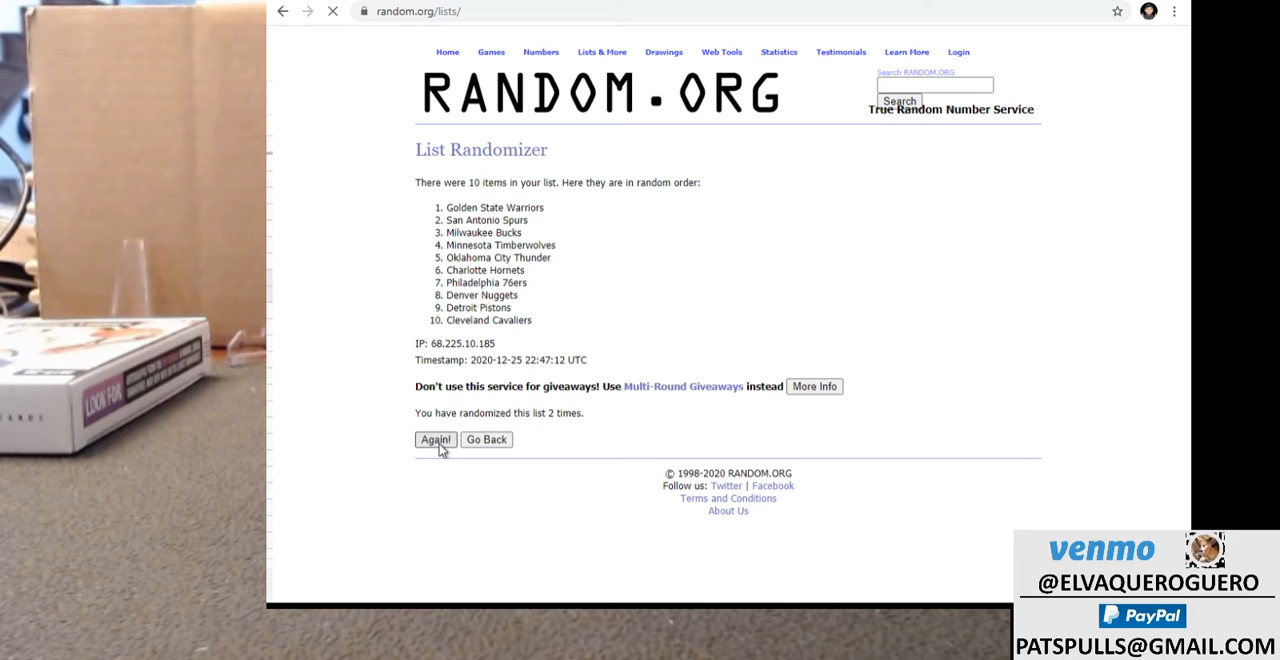 random.org/lists/
Home Games Numbers Lists & More Drawings Web Tools Statistics Testimonials Learn More Login
Search RANDOM.ORG
RANDOM.ORG
Search
True Random Number Service
List Randomizer
There were 10 items in your list. Here they are in random order:
1. Golden State Warriors
2. San Antonio Spurs
3. Milwaukee Bucks
4. Minnesota Timberwolves
5. Oklahoma City Thunder
6. Charlotte Hornets
7. Philadelphia 76ers
8. Denver Nuggets
9. Detroit Pistons
10. Cleveland Cavaliers
IP: 68.225.10.185
Timestamp: 2020-12-25 22:47:12 UTC
Don't use this service for giveaways! Use Multi-Round Giveaways instead More Info
You have randomized this list 2 times.
Again! Go Back
© 1998-2020 RANDOM.ORG
Follow us: Twitter | Facebook
Terms and Conditions
About Us
LOOK FOR
venmo
@ELVAQUEROGUERO
PayPal
PATSPULLS@GMAIL.COM